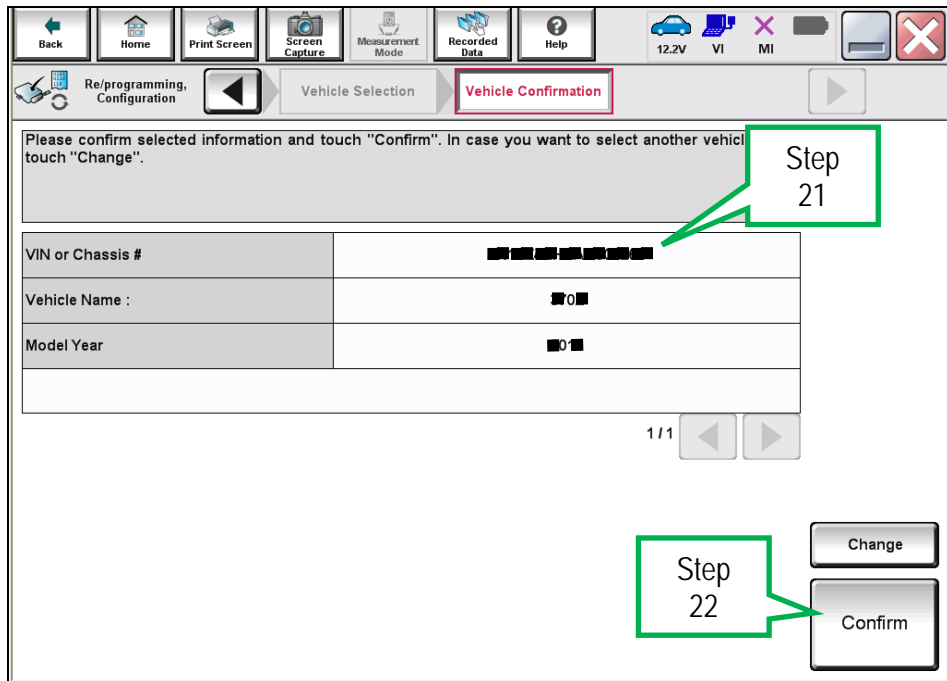 Back
Home
Print Screen
Screen
Capture
Measurement
Mode
Recorded
Data
Help
12.2V
VI
MI
Re/programming,
Configuration
Vehicle Selection
Vehicle Confirmation
Please confirm selected information and touch "Confirm". In case you want to select another
touch "Change".
Step
21
VIN or Chassis #
Vehicle Name :
Model Year
1/1
Change
Step
22
Confirm